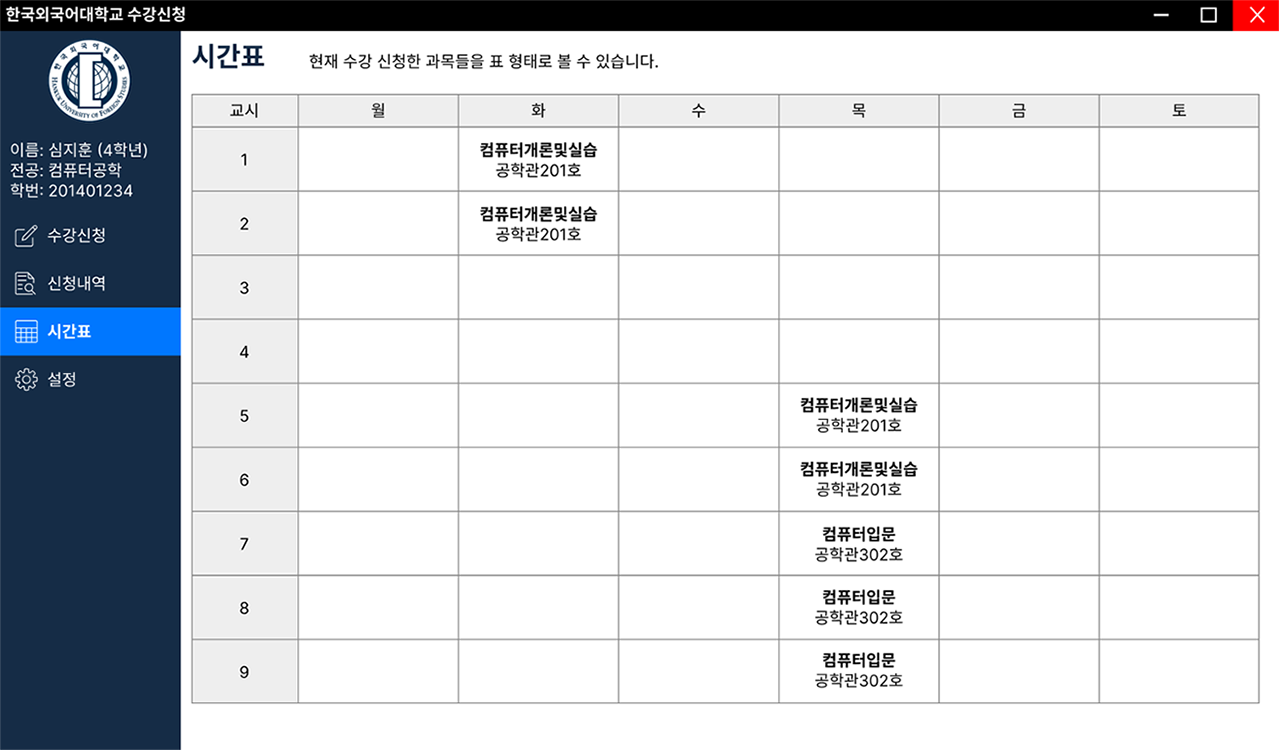 한국외국어대학교 수강신청
한국외국어대학교
HANKUK UNIVERSITY OF FOREIGN STUDIES
이름: 심지훈 (4학년)
전공: 컴퓨터공학
학번: 201401234
수강신청
신청내역
시간표
설정
시간표 현재 수강 신청한 과목들을 표 형태로 볼 수 있습니다.
교시 월 화 수 목 금 토
1 컴퓨터개론및실습
공학관201호
2 컴퓨터개론및실습
공학관201호
3
4
5 컴퓨터개론및실습
공학관201호
6 컴퓨터개론및실습
공학관201호
7 컴퓨터입문
공학관302호
8 컴퓨터입문
공학관302호
9 컴퓨터입문
공학관302호